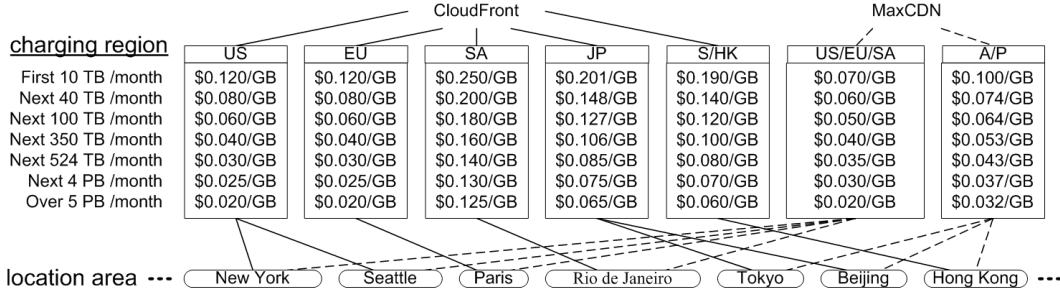 CloudFront MaxCDN
charging region US EU SA JP S/HK US/EU/SA A/P
First 10 TB /month $0.120/GB $0.120/GB $0.250/GB $0.201/GB $0.190/GB $0.070/GB $0.100/GB
Next 40 TB /month $0.080/GB $0.080/GB $0.200/GB $0.148/GB $0.140/GB $0.060/GB $0.074/GB
Next 100 TB /month $0.060/GB $0.060/GB $0.180/GB $0.127/GB $0.120/GB $0.050/GB $0.064/GB
Next 350 TB /month $0.040/GB $0.040/GB $0.160/GB $0.106/GB $0.100/GB $0.040/GB $0.053/GB
Next 524 TB /month $0.030/GB $0.030/GB $0.140/GB $0.085/GB $0.080/GB $0.035/GB $0.043/GB
Next 4 PB /month $0.025/GB $0.025/GB $0.130/GB $0.075/GB $0.070/GB $0.030/GB $0.037/GB
Over 5 PB /month $0.020/GB $0.020/GB $0.125/GB $0.065/GB $0.060/GB $0.020/GB $0.032/GB
location area New York Seattle Paris Rio de Janeiro Tokyo Beijing Hong Kong